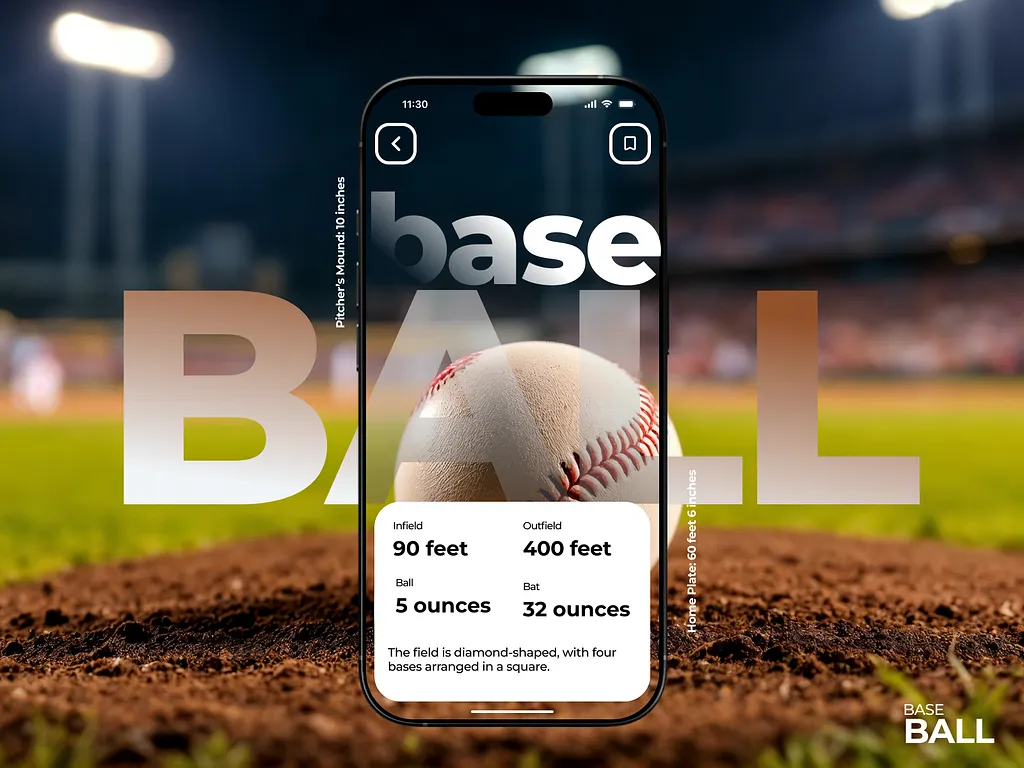 11:30
Pitcher's Mound: 10 inches
base
BALL
Infield
90 feet
Outfield
400 feet
Ball
5 ounces
Bat
32 ounces
The field is diamond-shaped, with four
bases arranged in a square.
Home Plate: 60 feet 6 inches
BASE
BALL